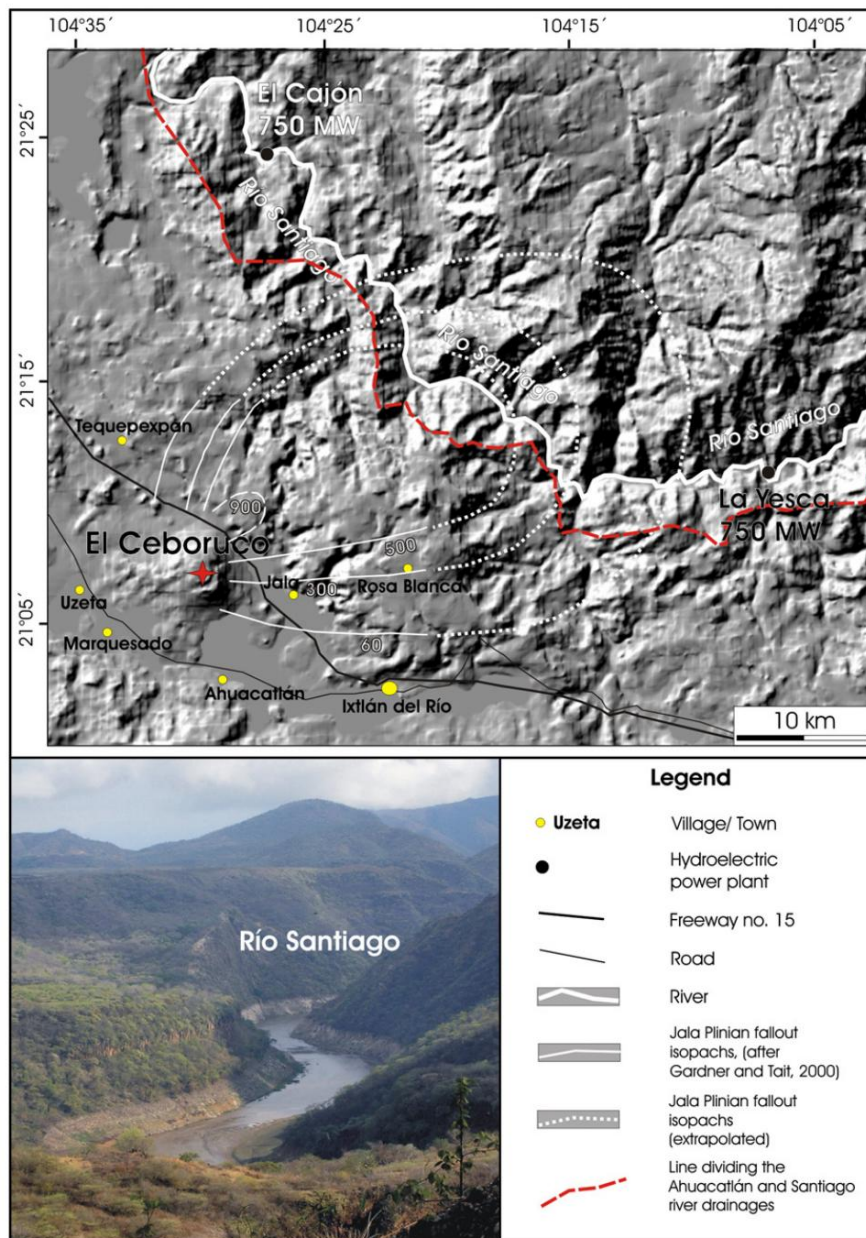 104°35´
104°25´
104°15´
104°05´
21°25´
El Cajón
750 MW
Río Santiago
Río Santiago
21°15´
Tequepexpán
Río Santiago
900
La Yesca
750 MW
El Ceboruco
500
Jala
300
Rosa Blanca
Uzeta
21°05´
Marquesado
60
Ahuacatlán
Ixtlán del Río
10 km
Río Santiago
Legend
Uzeta
Village/ Town
Hydroelectric
power plant
Freeway no. 15
Road
River
Jala Plinian fallout
isopachs, (after
Gardner and Tait, 2000)
Jala Plinian fallout
isopachs
(extrapolated)
Line dividing the
Ahuacatlán and Santiago
river drainages